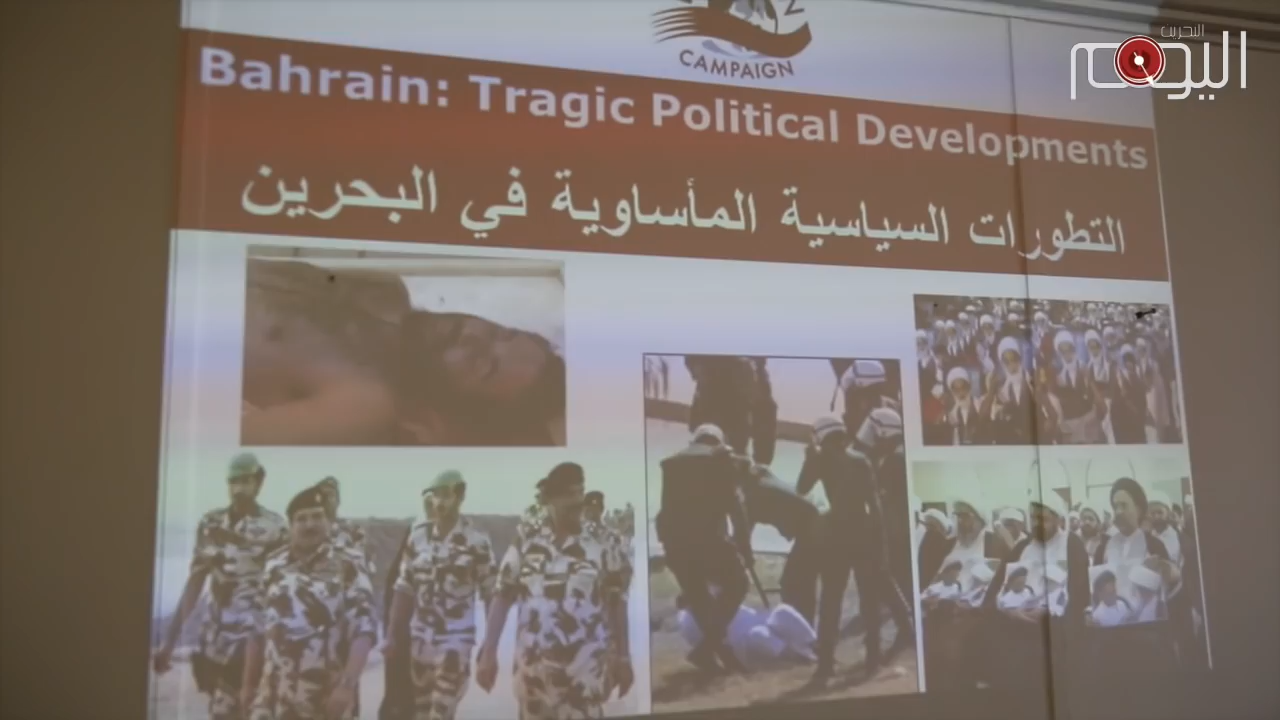 CAMPAIGN
البحرين
اليوم
Bahrain: Tragic Political Developments
التطورات السياسية المأساوية في البحرين